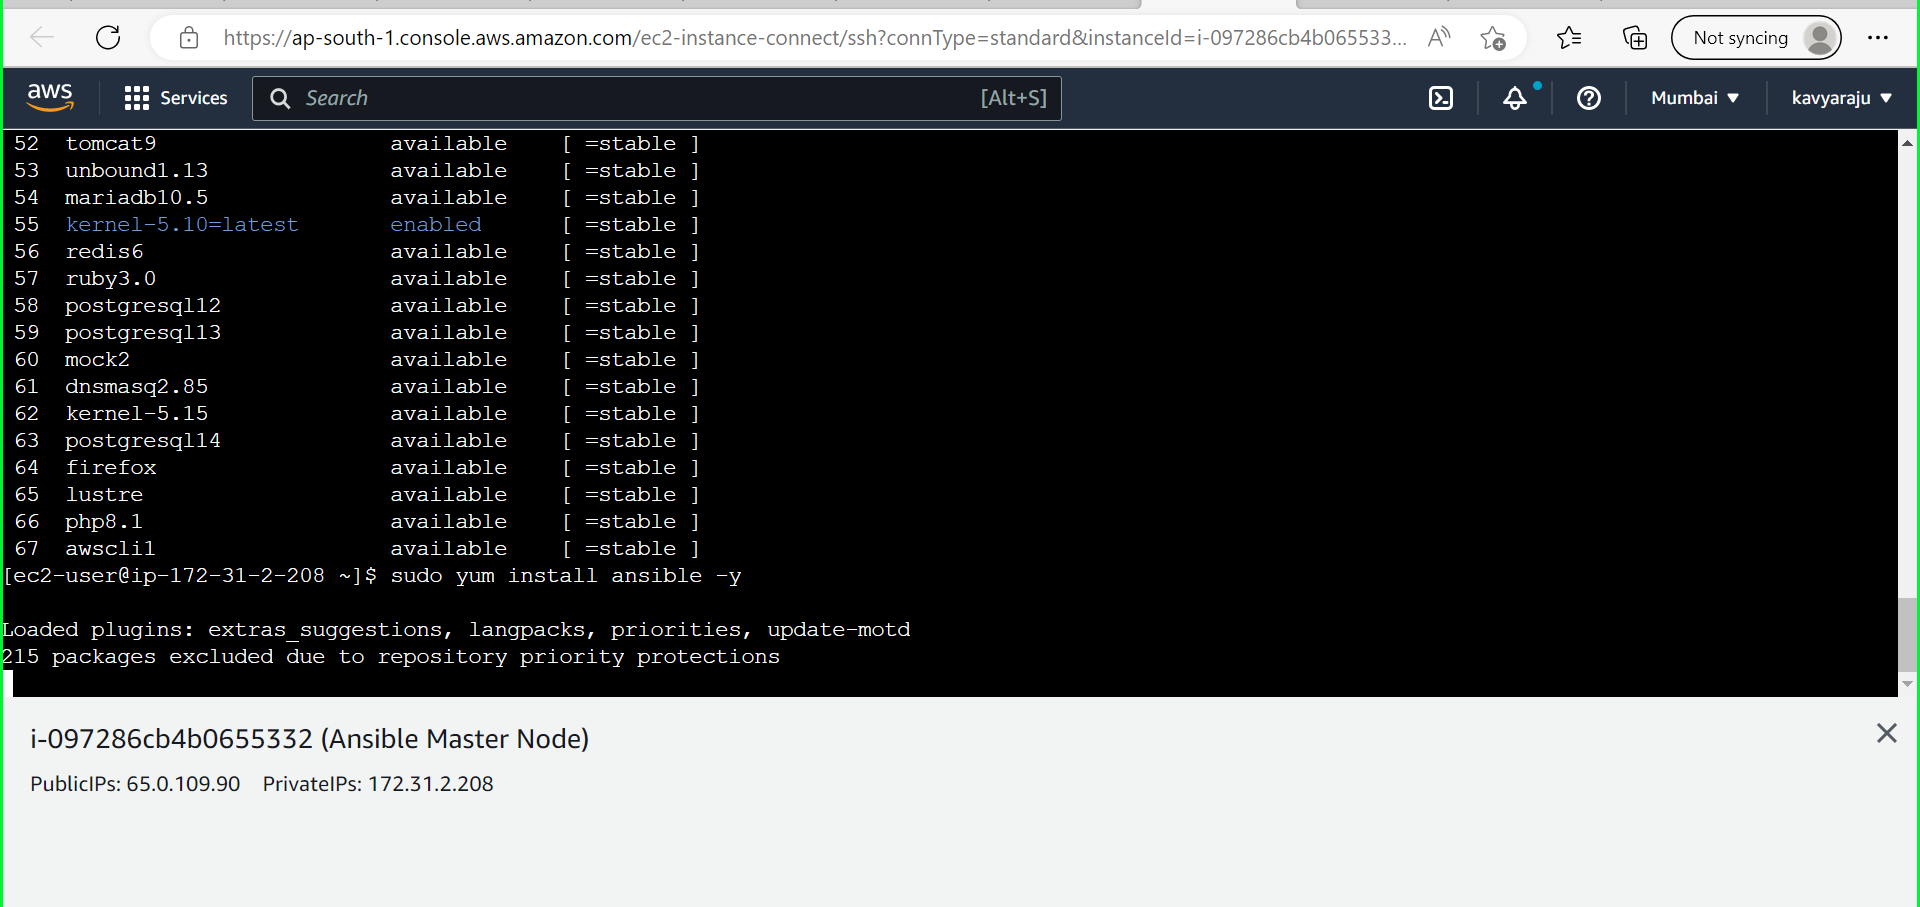 https://ap-south-1.console.aws.amazon.com/ec2-instance-connect/ssh?connType=standard&instanceId=i-097286cb4b065533...
Not syncing
aws
Services
Search
[Alt+S]
Mumbai
kavyaraju
52 tomcat9 available [ =stable ]
53 unbound1.13 available [ =stable ]
54 mariadb10.5 available [ =stable ]
55 kernel-5.10=latest enabled [ =stable ]
56 redis6 available [ =stable ]
57 ruby3.0 available [ =stable ]
58 postgresql12 available [ =stable ]
59 postgresql13 available [ =stable ]
60 mock2 available [ =stable ]
61 dnsmasq2.85 available [ =stable ]
62 kernel-5.15 available [ =stable ]
63 postgresql14 available [ =stable ]
64 firefox available [ =stable ]
65 lustre available [ =stable ]
66 php8.1 available [ =stable ]
67 awscli1 available [ =stable ]
[ec2-user@ip-172-31-2-208 ~]$ sudo yum install ansible -y
Loaded plugins: extras_suggestions, langpacks, priorities, update-motd
215 packages excluded due to repository priority protections
i-097286cb4b0655332 (Ansible Master Node)
PublicIPs: 65.0.109.90 PrivateIPs: 172.31.2.208